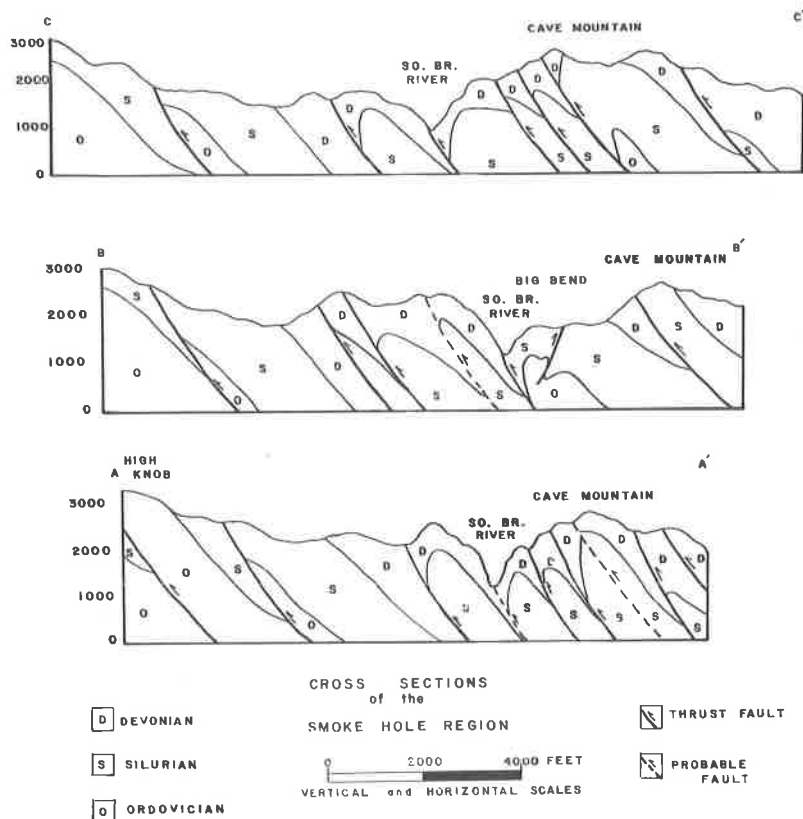 C
CAVE MOUNTAIN
C'
3000
SO. BR.
RIVER
D
D
D
D
D
2000
S
D
D
1000
O
O
S
D
S
S
S
S
O
S
S
D
0
B
CAVE MOUNTAIN
B'
3000
BIG BEND
S
SO. BR.
RIVER
2000
D
D
D
S
D
S
D
1000
O
S
D
S
S
S
O
O
0
HIGH
A KNOB
A'
CAVE MOUNTAIN
3000
SO. BR.
RIVER
2000
S
O
S
S
D
D
D
D
D
D
D
1000
O
O
S
S
S
S
S
0
CROSS SECTIONS
of the
SMOKE HOLE REGION
D DEVONIAN
THRUST FAULT
S SILURIAN
0 2000 4000 FEET
PROBABLE
FAULT
VERTICAL and HORIZONTAL SCALES
O ORDOVICIAN